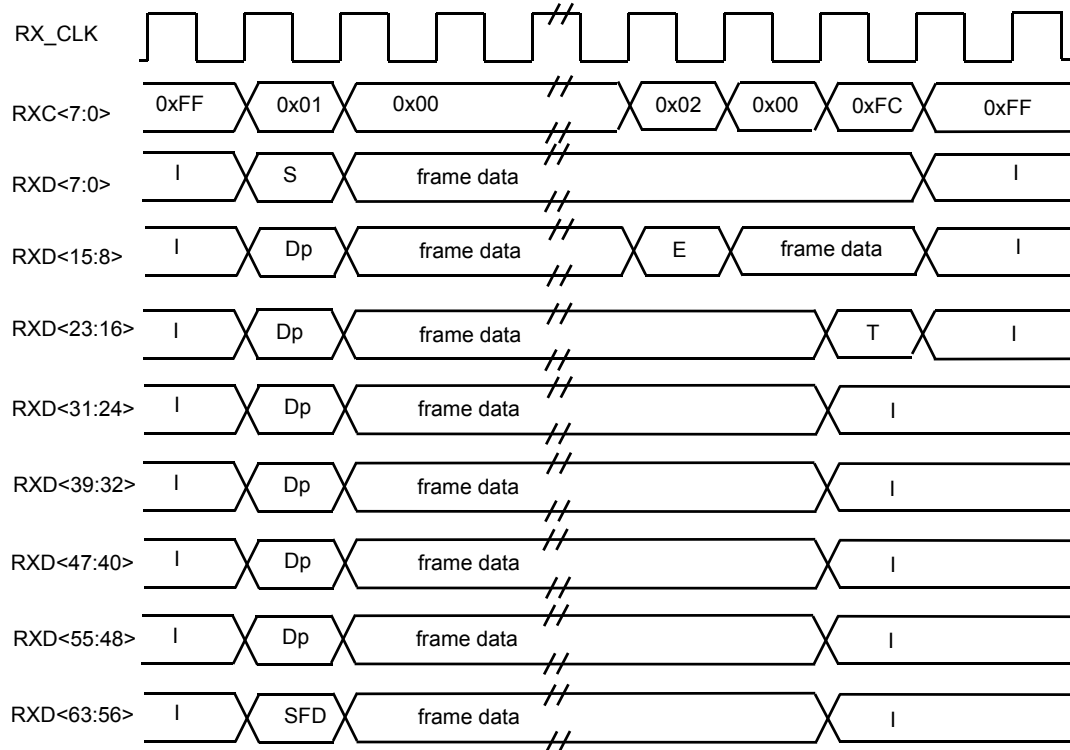 RX_CLK
RXC<7:0> 0xFF 0x01 0x00 0x02 0x00 0xFC 0xFF
RXD<7:0> I S frame data I
RXD<15:8> I Dp frame data E frame data I
RXD<23:16> I Dp frame data T I
RXD<31:24> I Dp frame data I
RXD<39:32> I Dp frame data I
RXD<47:40> I Dp frame data I
RXD<55:48> I Dp frame data I
RXD<63:56> I SFD frame data I